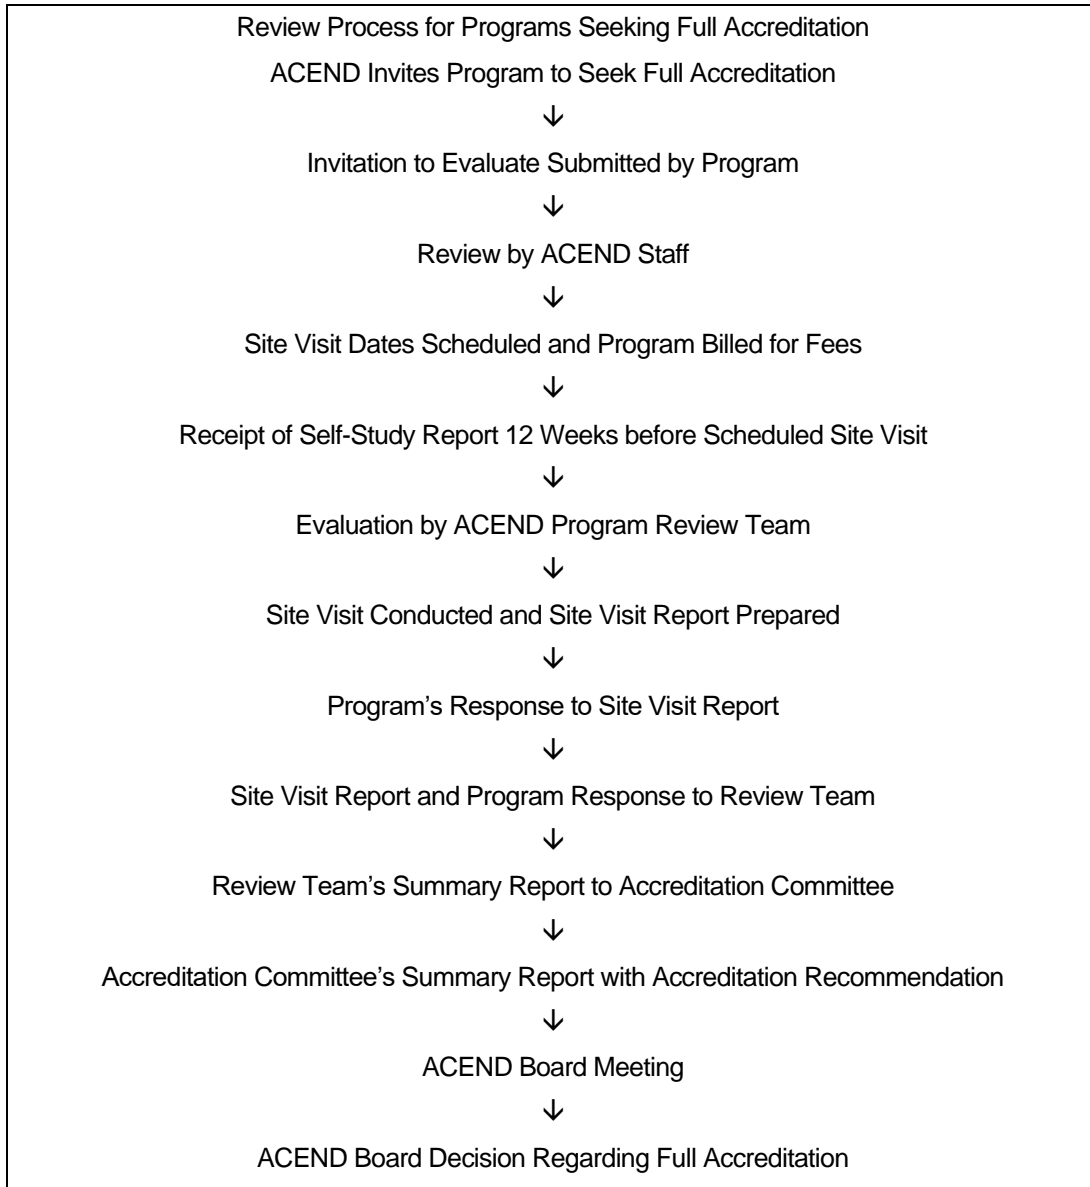 Review Process for Programs Seeking Full Accreditation
ACEND Invites Program to Seek Full Accreditation
↓
Invitation to Evaluate Submitted by Program
↓
Review by ACEND Staff
↓
Site Visit Dates Scheduled and Program Billed for Fees
↓
Receipt of Self-Study Report 12 Weeks before Scheduled Site Visit
↓
Evaluation by ACEND Program Review Team
↓
Site Visit Conducted and Site Visit Report Prepared
↓
Program’s Response to Site Visit Report
↓
Site Visit Report and Program Response to Review Team
↓
Review Team’s Summary Report to Accreditation Committee
↓
Accreditation Committee’s Summary Report with Accreditation Recommendation
↓
ACEND Board Meeting
↓
ACEND Board Decision Regarding Full Accreditation